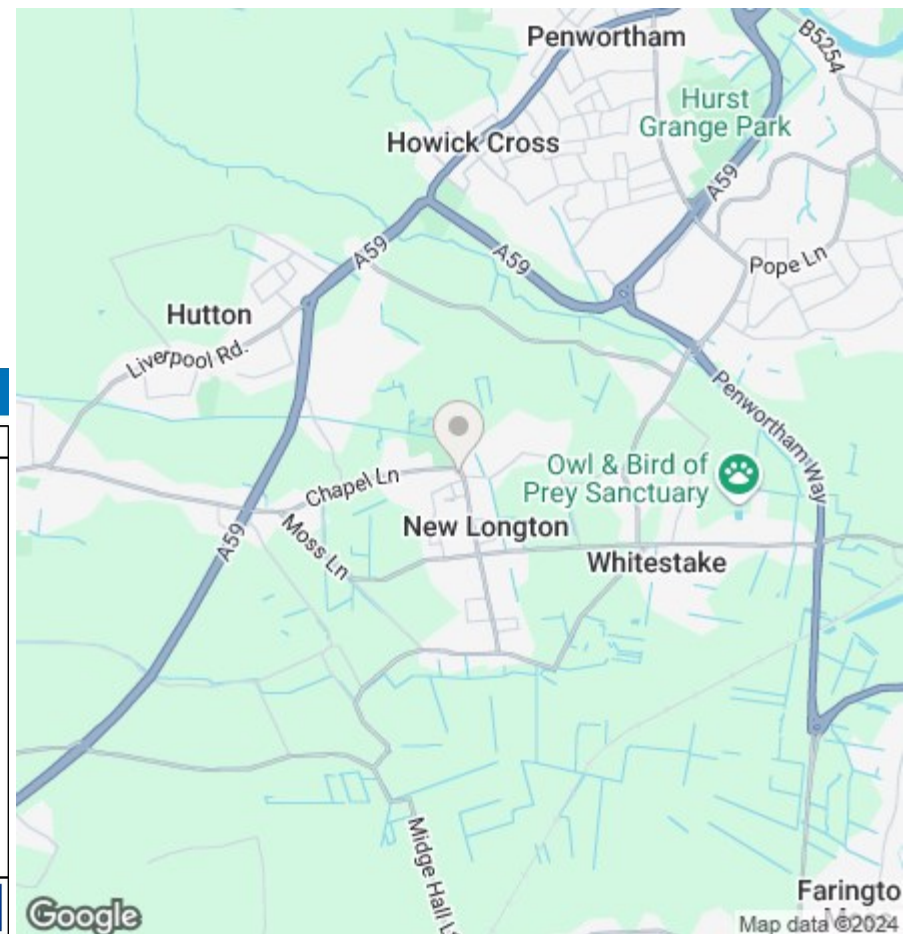 Penwortham
B5254
Hurst
Grange Park
Howick Cross
A59
A59
A59
Pope Ln
Hutton
Liverpool Rd.
Penwortham Way
Owl & Bird of
Prey Sanctuary
Chapel Ln
New Longton
Moss Ln
A59
Whitestake
Midge Hall L
Faringto
Google
Map data ©2024